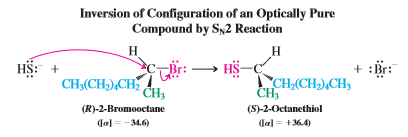 Inversion of Configuration of an Optically Pure
Compound by SN2 Reaction
H H
HS:⁻ + C—Br: ⟶ HS—C + :Br:⁻
CH3(CH2)4CH2 CH3 CH2(CH2)4CH3
CH3
(R)-2-Bromooctane (S)-2-Octanethiol
([α] = −34.6) ([α] = +36.4)